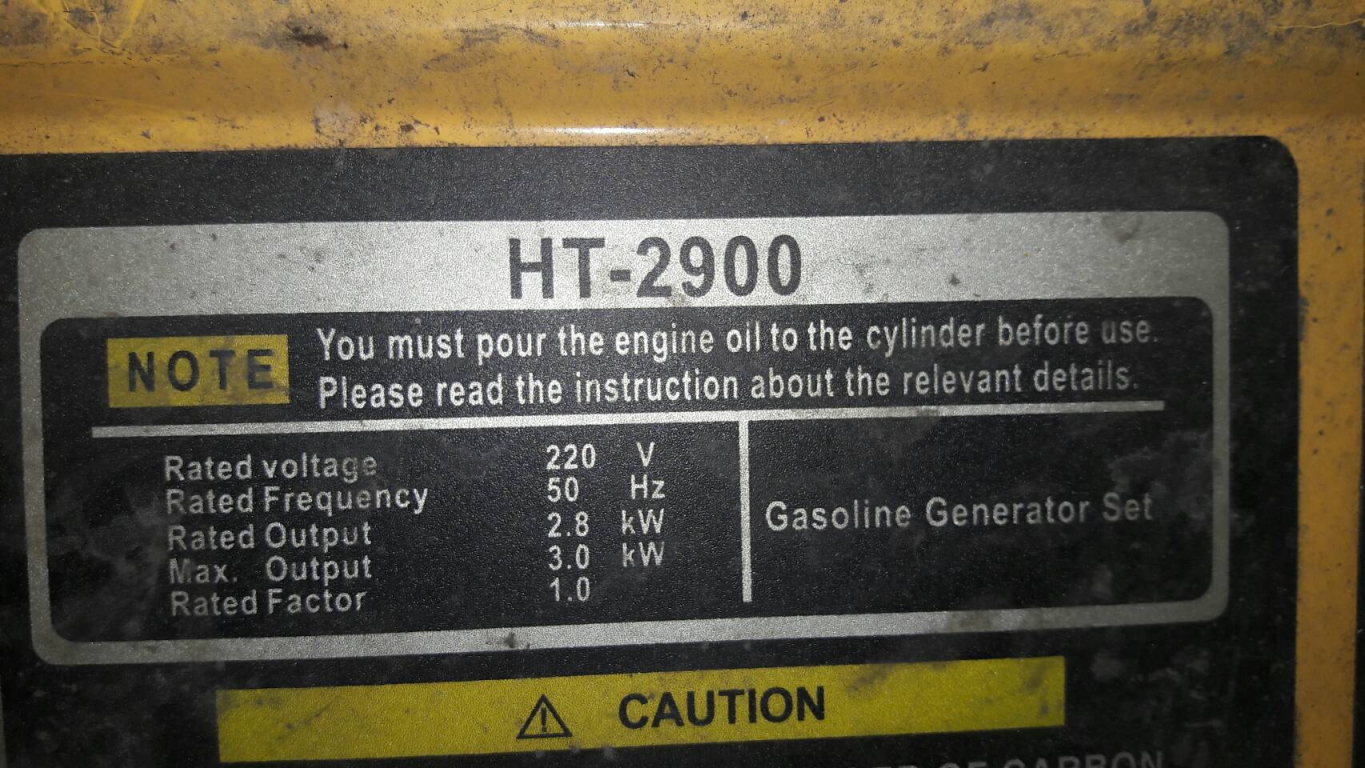 HT-2900
NOTE
You must pour the engine oil to the cylinder before use.
Please read the instruction about the relevant details.
Rated voltage 220 V
Rated Frequency 50 Hz
Rated Output 2.8 kW
Max. Output 3.0 kW
Rated Factor 1.0
Gasoline Generator Set
CAUTION
OF CARBON